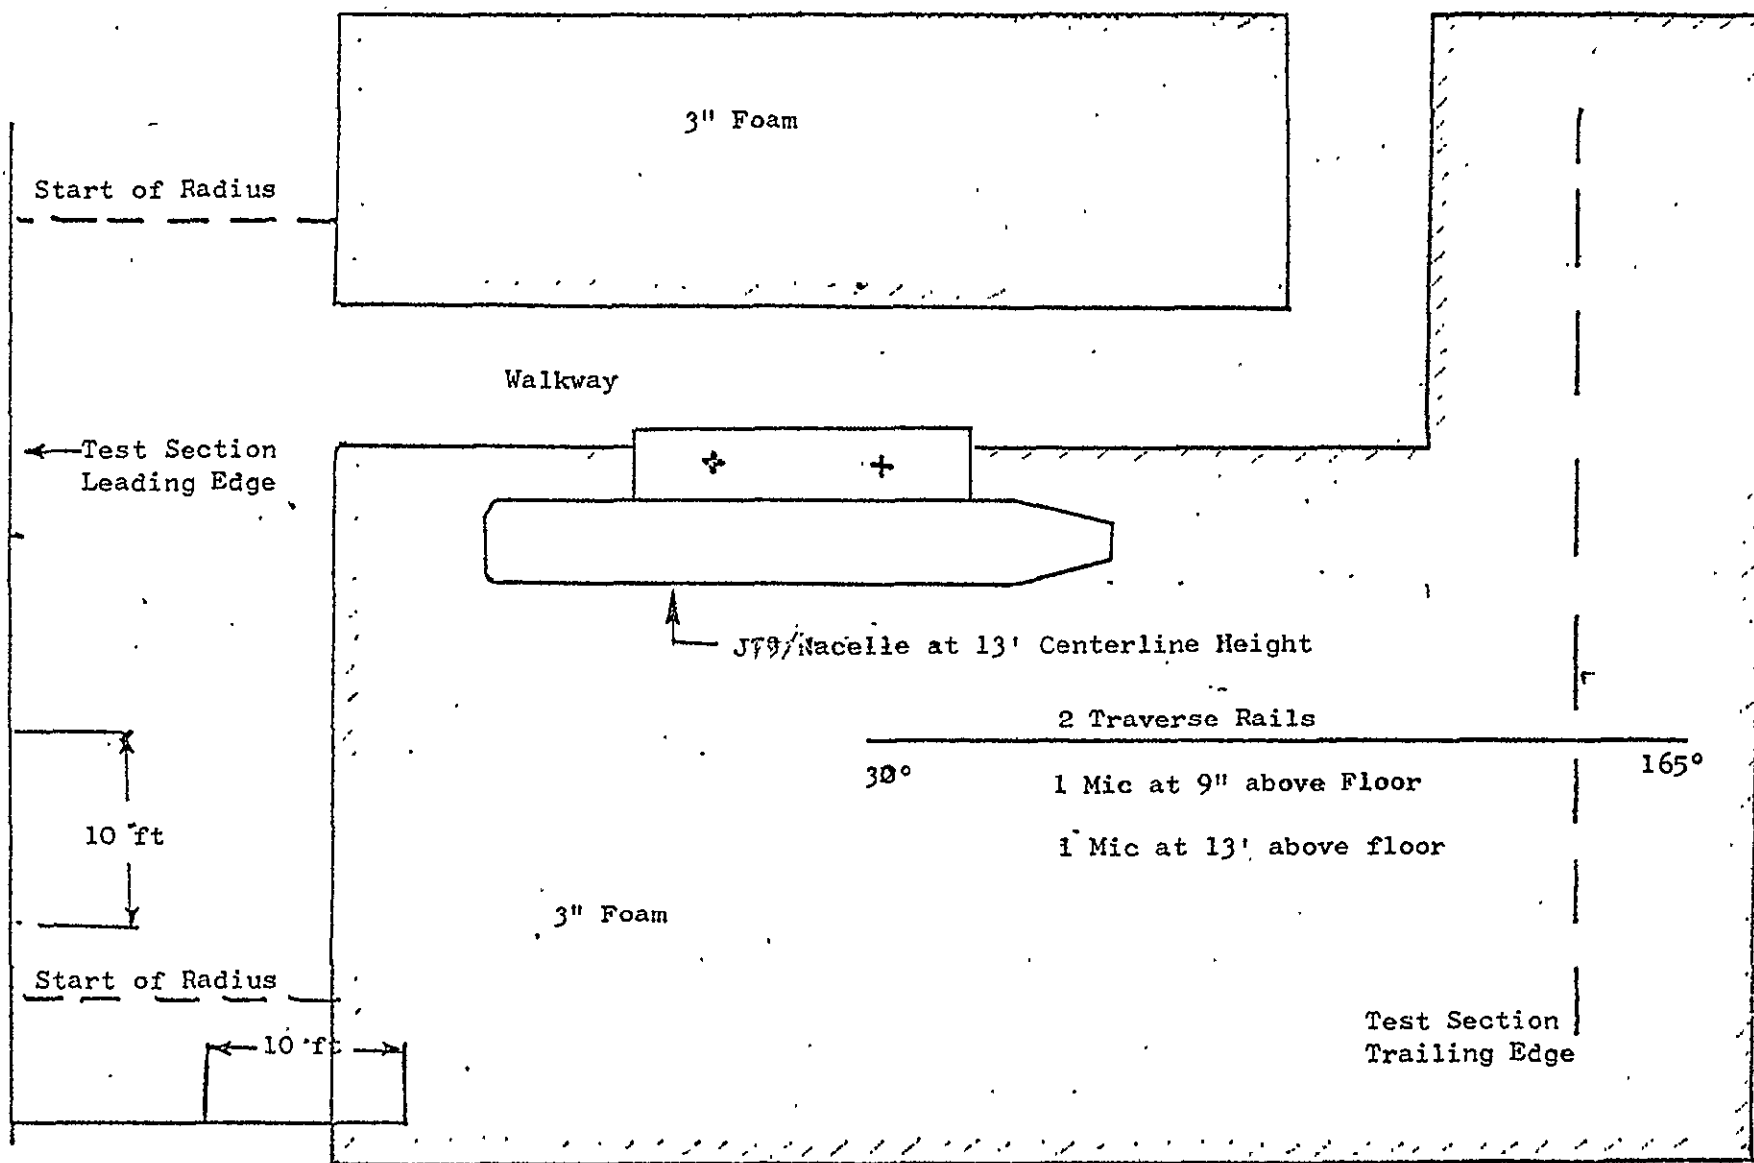 3" Foam
Start of Radius
Walkway
Test Section
Leading Edge
Nacelle at 13' Centerline Height
2 Traverse Rails
30°
165°
1 Mic at 9" above Floor
10 ft
1 Mic at 13' above floor
3" Foam
Start of Radius
10 ft
Test Section
Trailing Edge